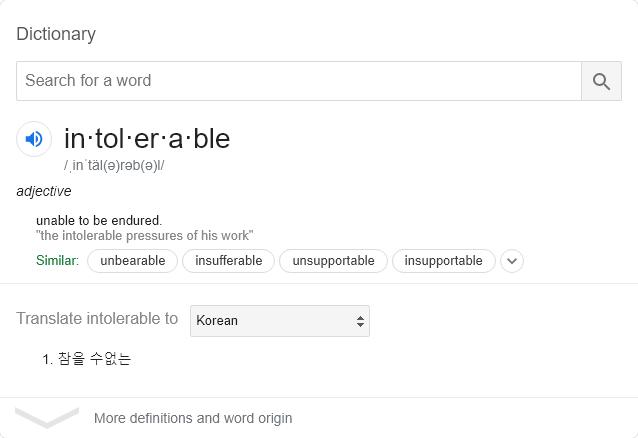 Dictionary
Search for a word
in·tol·er·a·ble
/ˌinˈtäl(ə)rəb(ə)l/
adjective
unable to be endured.
"the intolerable pressures of his work"
Similar: unbearable insufferable unsupportable insupportable
Translate intolerable to Korean
1. 참을 수없는
More definitions and word origin